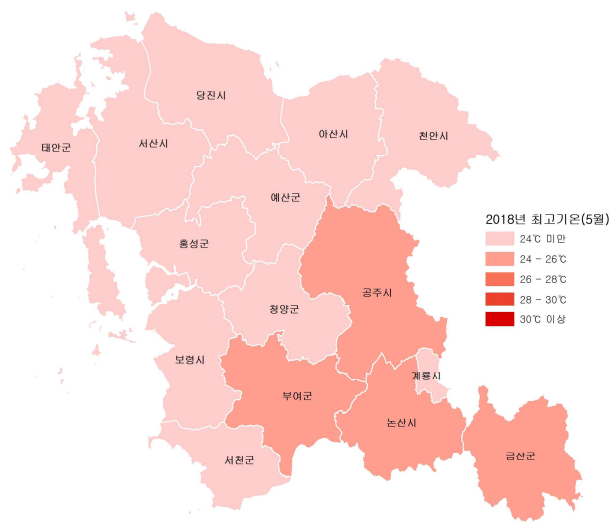 당진시
아산시
천안시
태안군
서산시
예산군
2018년 최고기온(5월)
24℃ 미만
24 - 26℃
26 - 28℃
28 - 30℃
30℃ 이상
홍성군
공주시
청양군
보령시
계룡시
부여군
논산시
금산군
서천군